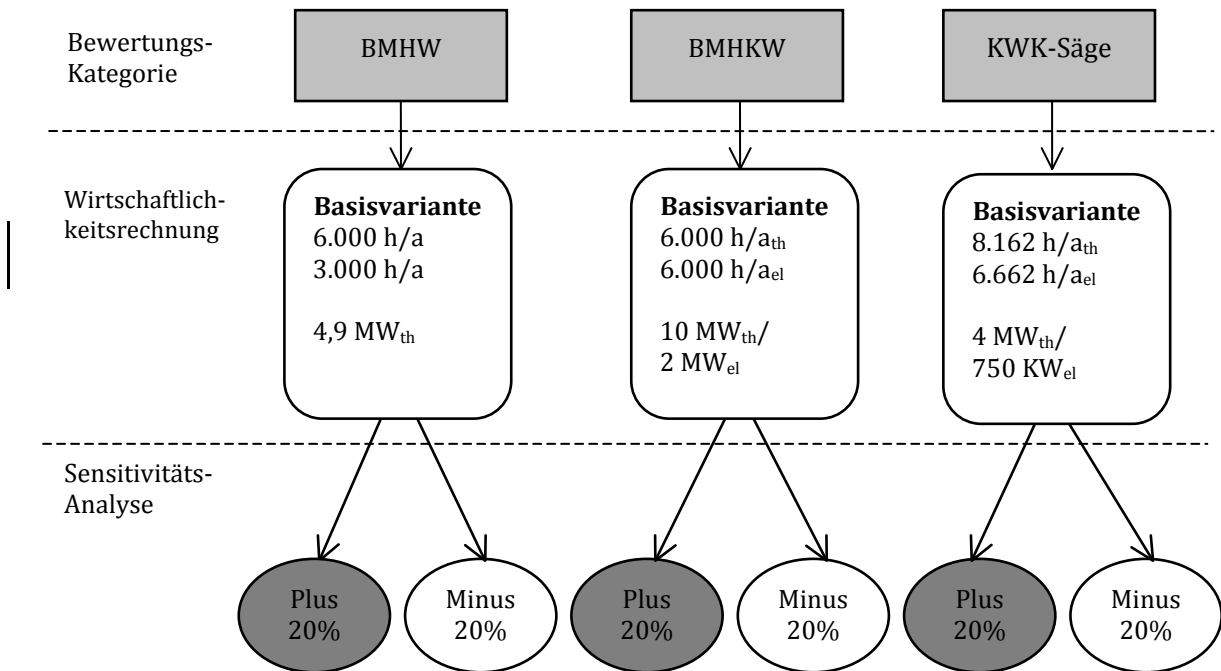 Bewertungs-
Kategorie
BMHW
BMHKW
KWK-Säge
Wirtschaftlich-
keitsrechnung
Basisvariante
6.000 h/a
3.000 h/a
4,9 MWth
Basisvariante
6.000 h/ath
6.000 h/ael
10 MWth/
2 MWel
Basisvariante
8.162 h/ath
6.662 h/ael
4 MWth/
750 KWel
Sensitivitäts-
Analyse
Plus
20%
Minus
20%
Plus
20%
Minus
20%
Plus
20%
Minus
20%